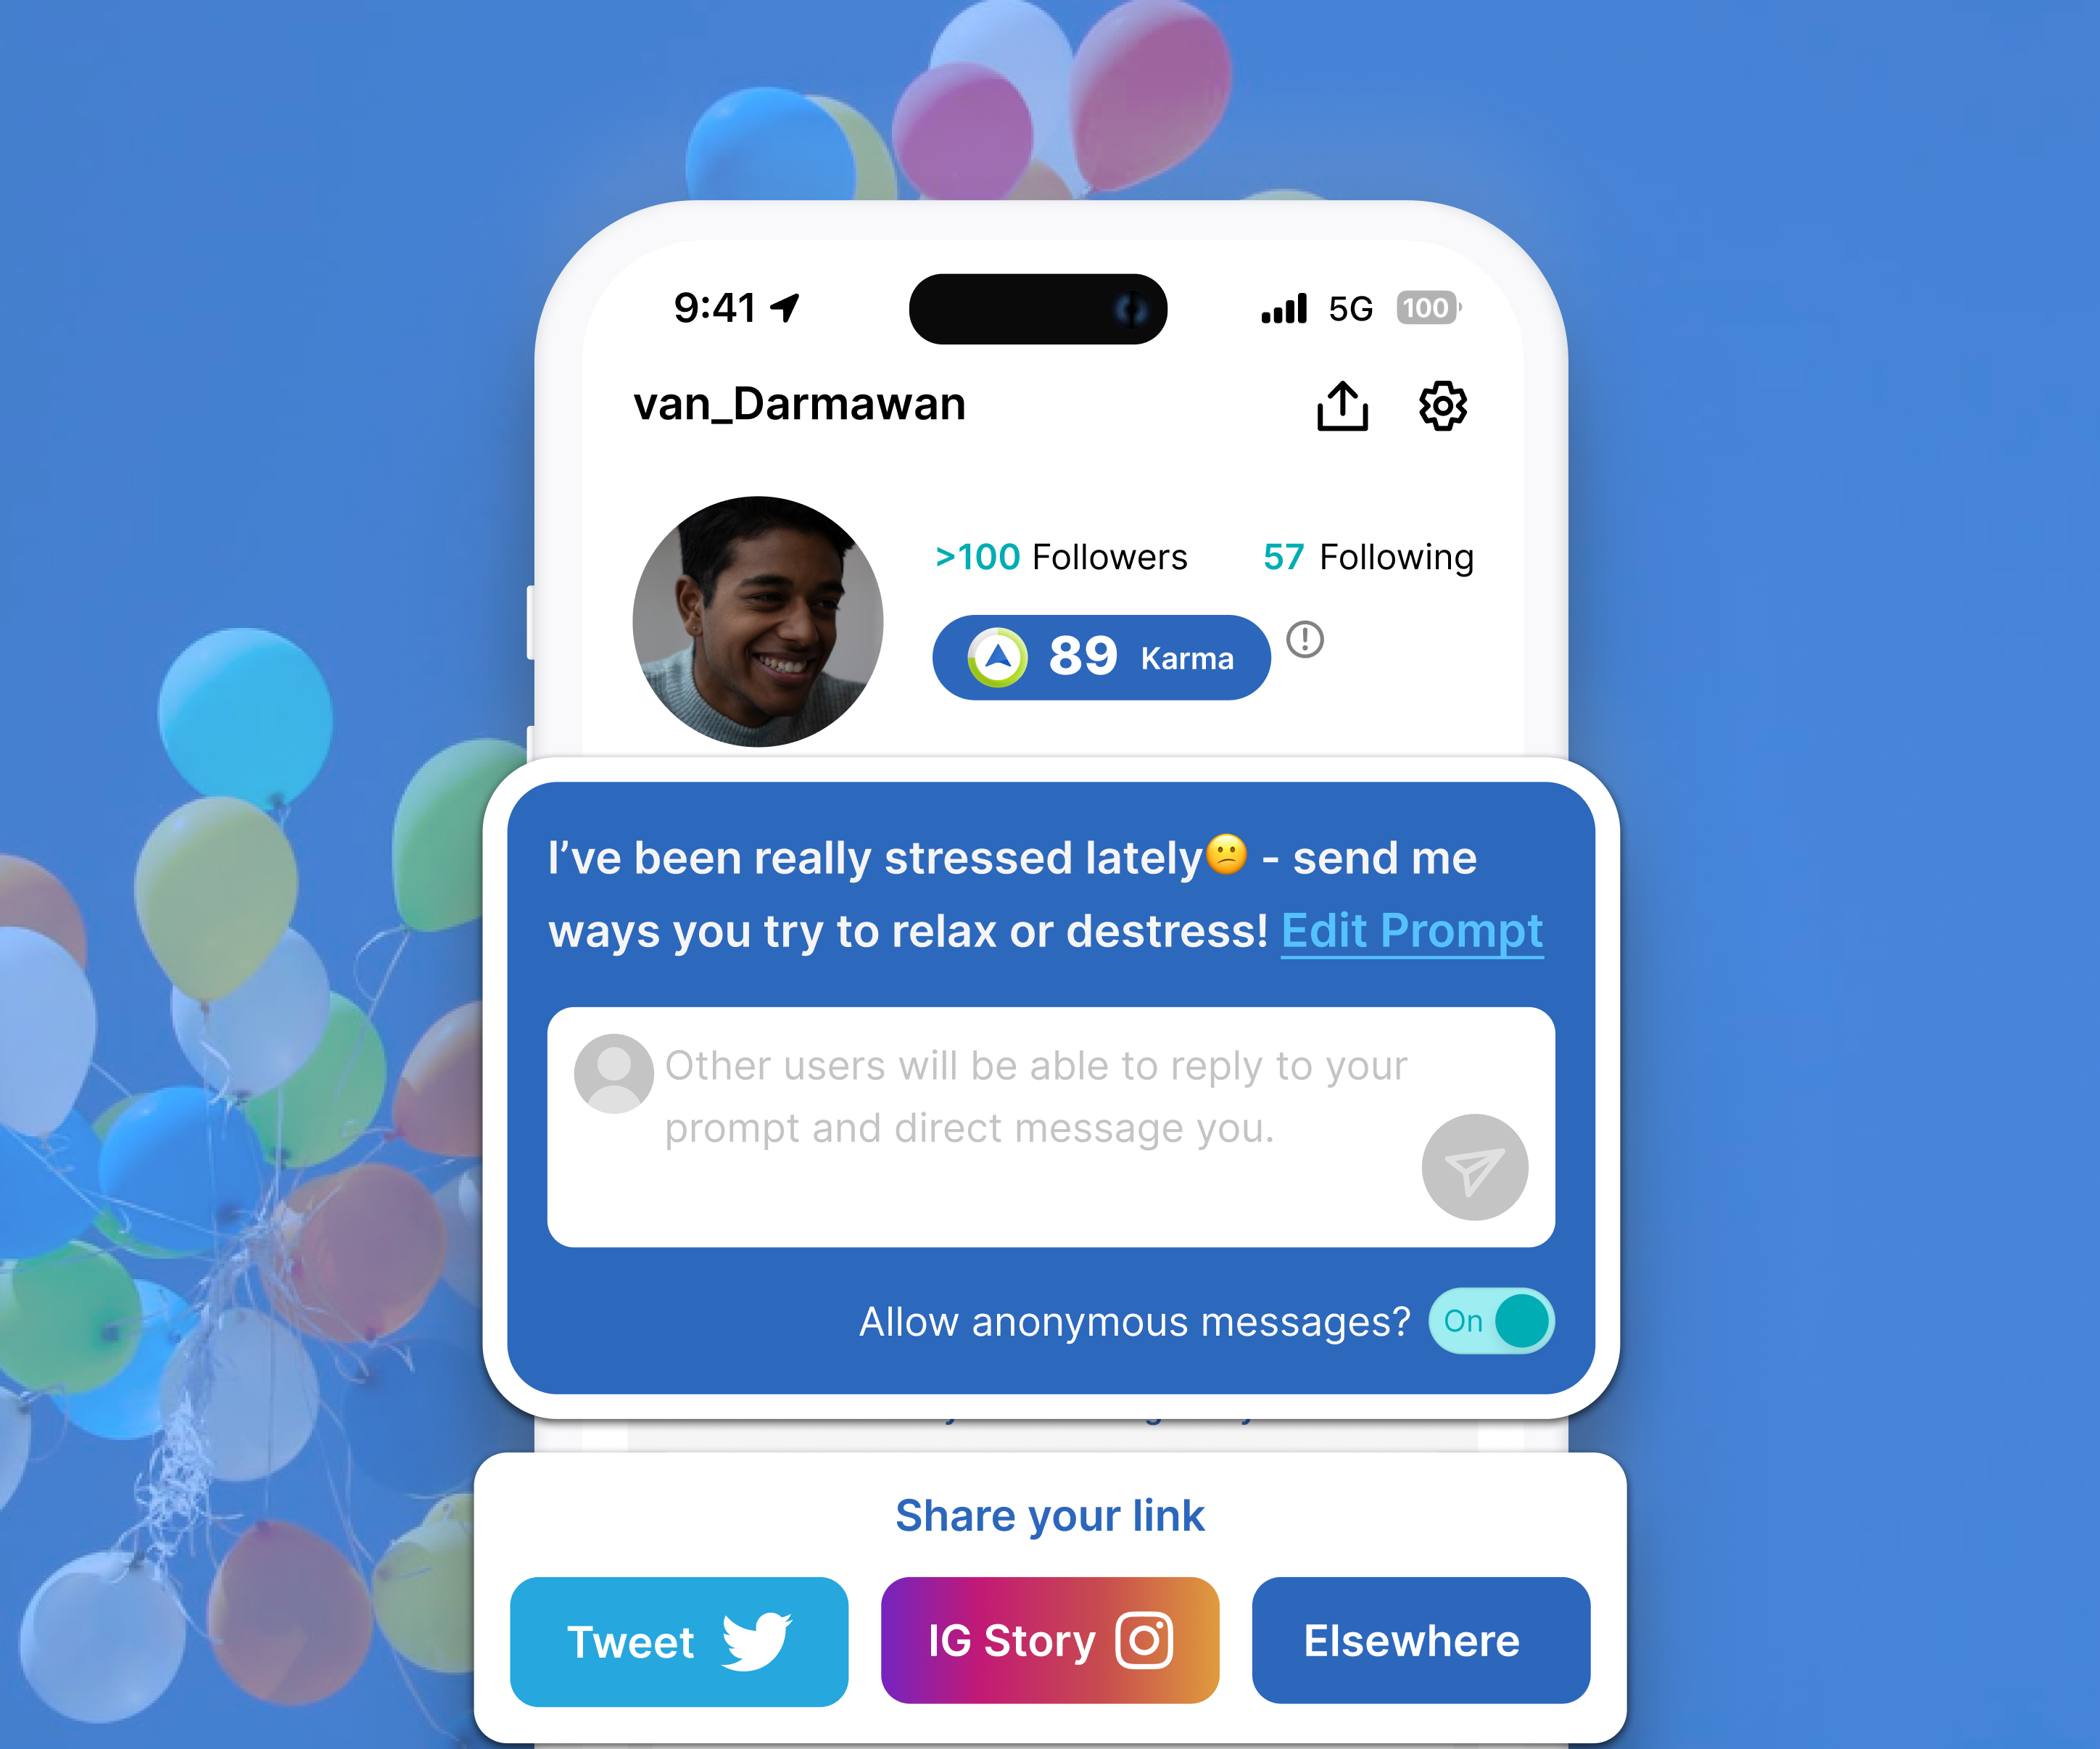 9:41
5G
100
van_Darmawan
>100 Followers
57 Following
89 Karma
I’ve been really stressed lately😕 - send me
ways you try to relax or destress! Edit Prompt
Other users will be able to reply to your
prompt and direct message you.
Allow anonymous messages? On
Share your link
Tweet
IG Story
Elsewhere